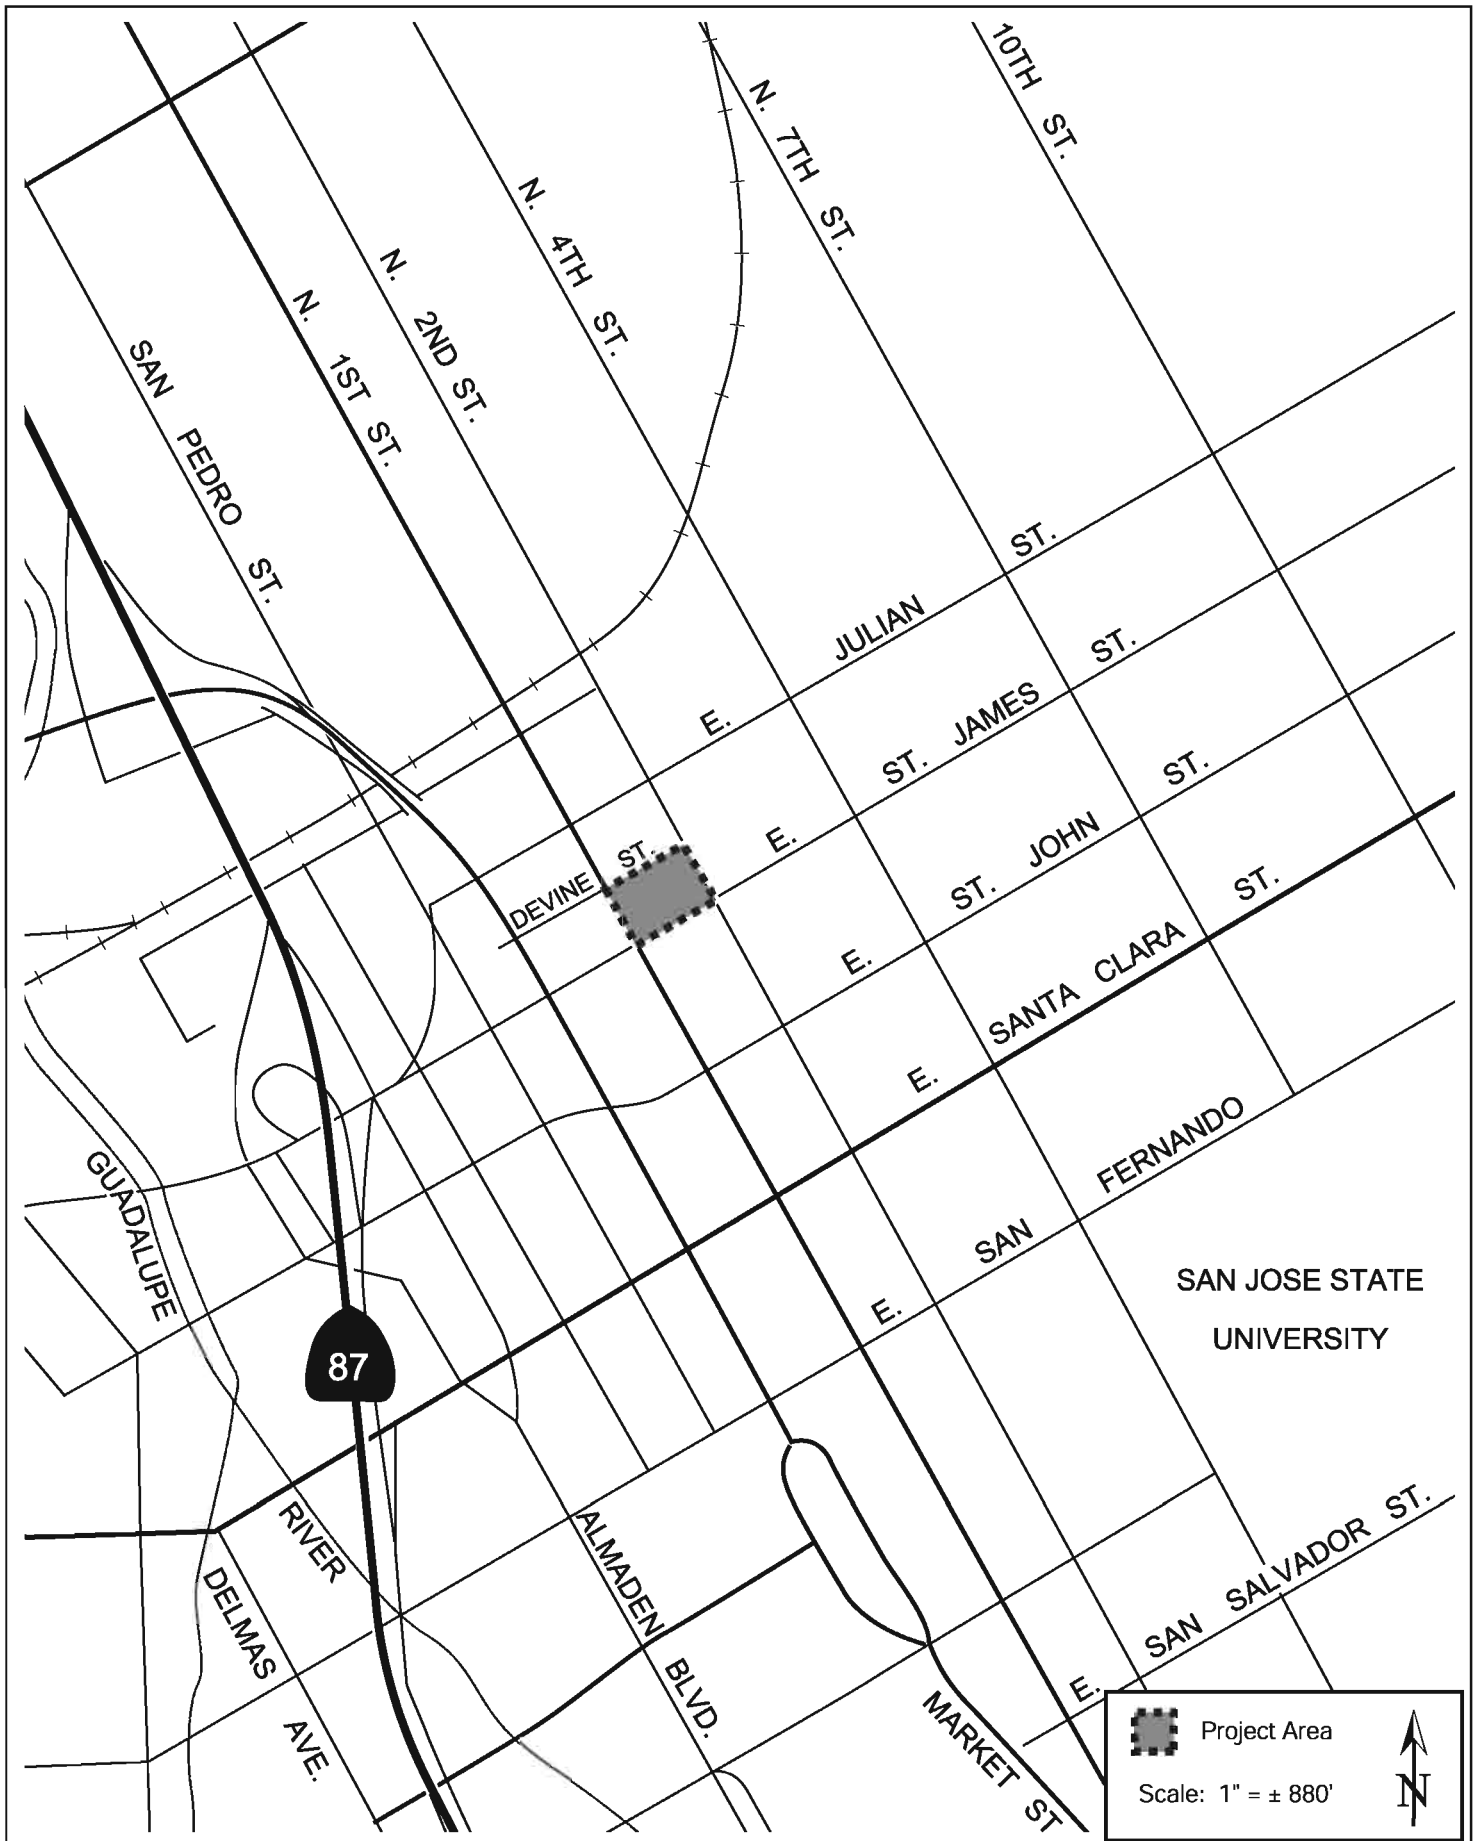 10TH ST.
N. 7TH ST.
N. 4TH ST.
N. 2ND ST.
N. 1ST ST.
SAN PEDRO ST.
E. JULIAN ST.
E. ST. JAMES ST.
DEVINE ST.
E. ST. JOHN ST.
E. SANTA CLARA ST.
E. SAN FERNANDO
GUADALUPE RIVER
SAN JOSE STATE
UNIVERSITY
87
ALMADEN BLVD.
DELMAS AVE.
E. SAN SALVADOR ST.
MARKET ST
Project Area
Scale: 1" = ± 880'
N